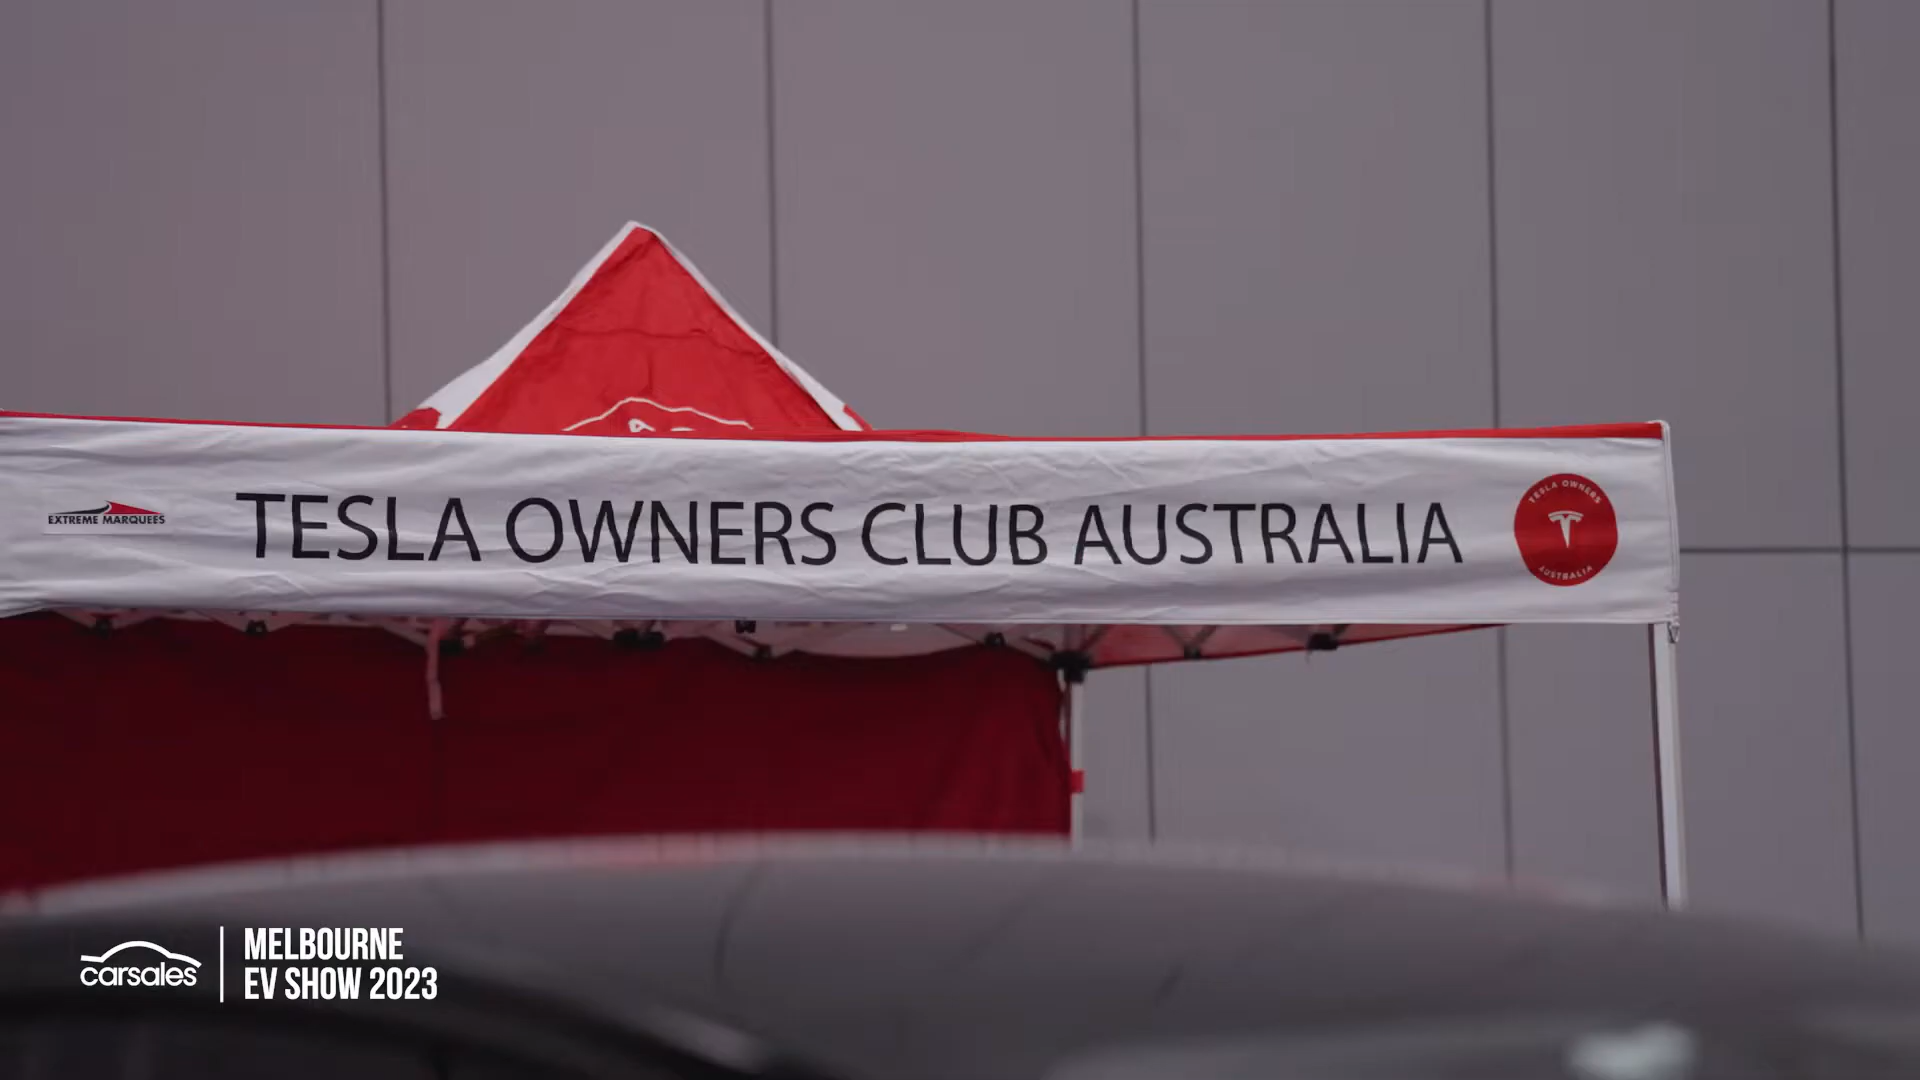 EXTREME MARQUEES
TESLA OWNERS CLUB AUSTRALIA
TESLA OWNERS
AUSTRALIA
carsales
MELBOURNE
EV SHOW 2023